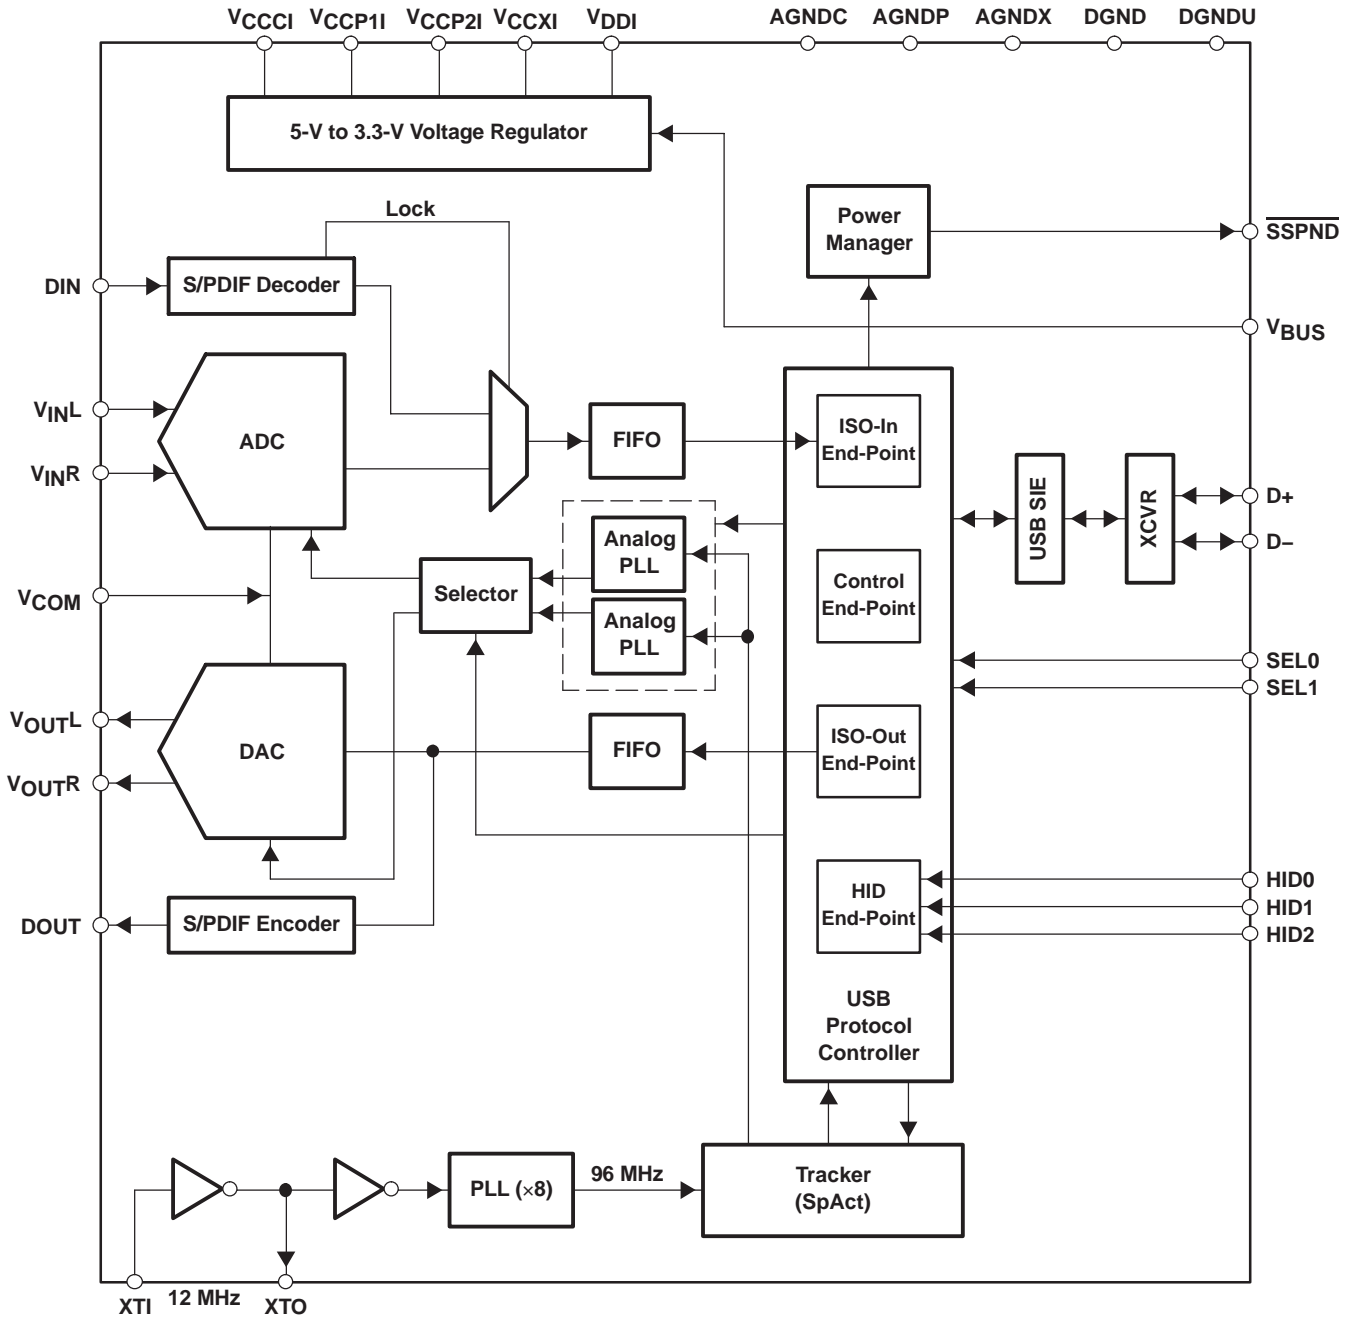 VCCCI VCCP1I VCCP2I VCCXI VDDI AGNDC AGNDP AGNDX DGND DGNDU
5-V to 3.3-V Voltage Regulator
Lock
Power
Manager
SSPND
DIN
S/PDIF Decoder
VBUS
VINL
ADC
FIFO
ISO-In
End-Point
VINR
USB SIE
XCVR
D+
D–
Analog
PLL
Selector
Control
End-Point
VCOM
Analog
PLL
SEL0
SEL1
VOUTL
DAC
FIFO
ISO-Out
End-Point
VOUTR
HID
End-Point
HID0
HID1
HID2
DOUT
S/PDIF Encoder
USB
Protocol
Controller
PLL (×8)
96 MHz
Tracker
(SpAct)
XTI 12 MHz XTO